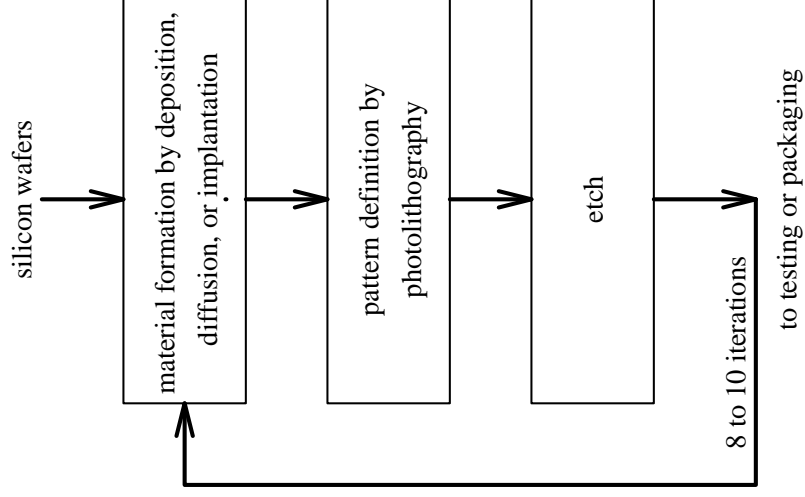 silicon wafers
material formation by deposition,
diffusion, or implantation
pattern definition by
photolithography
etch
8 to 10 iterations
to testing or packaging